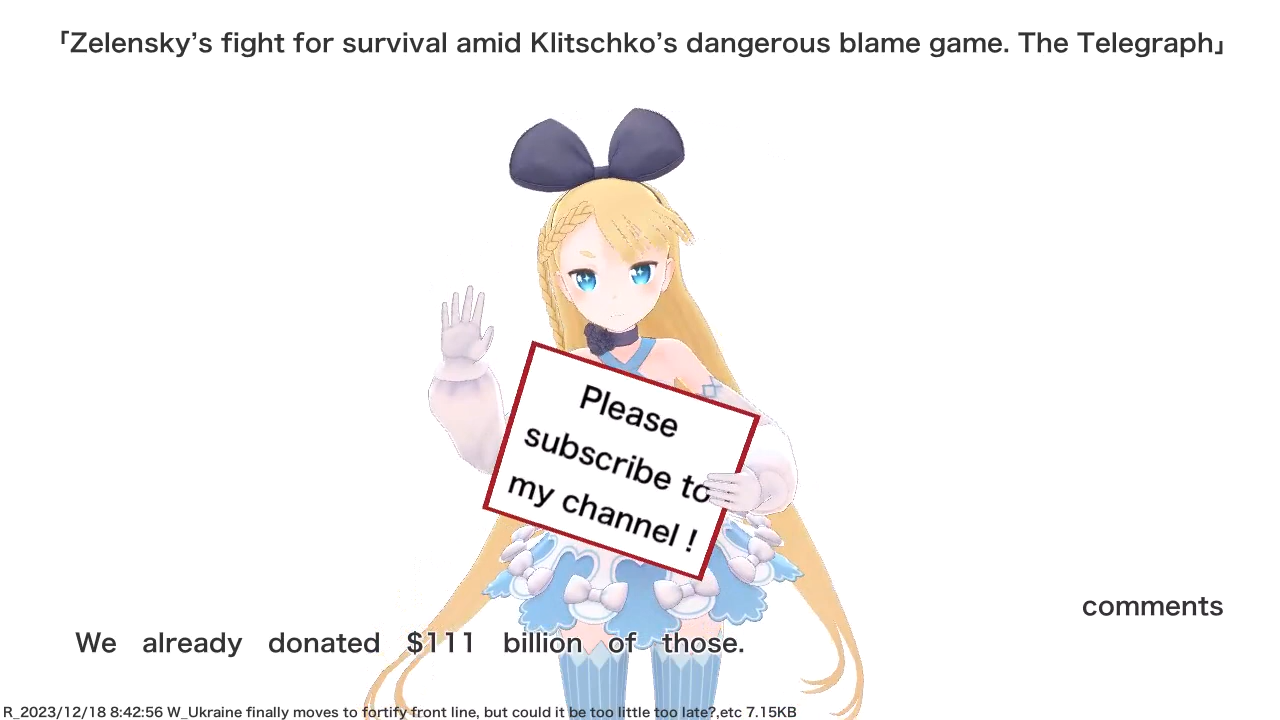 「Zelensky’s fight for survival amid Klitschko’s dangerous blame game. The Telegraph」
Please
subscribe to
my channel !
comments
We already donated $111 billion of those.
R_2023/12/18 8:42:56 W_Ukraine finally moves to fortify front line, but could it be too little too late?,etc 7.15KB